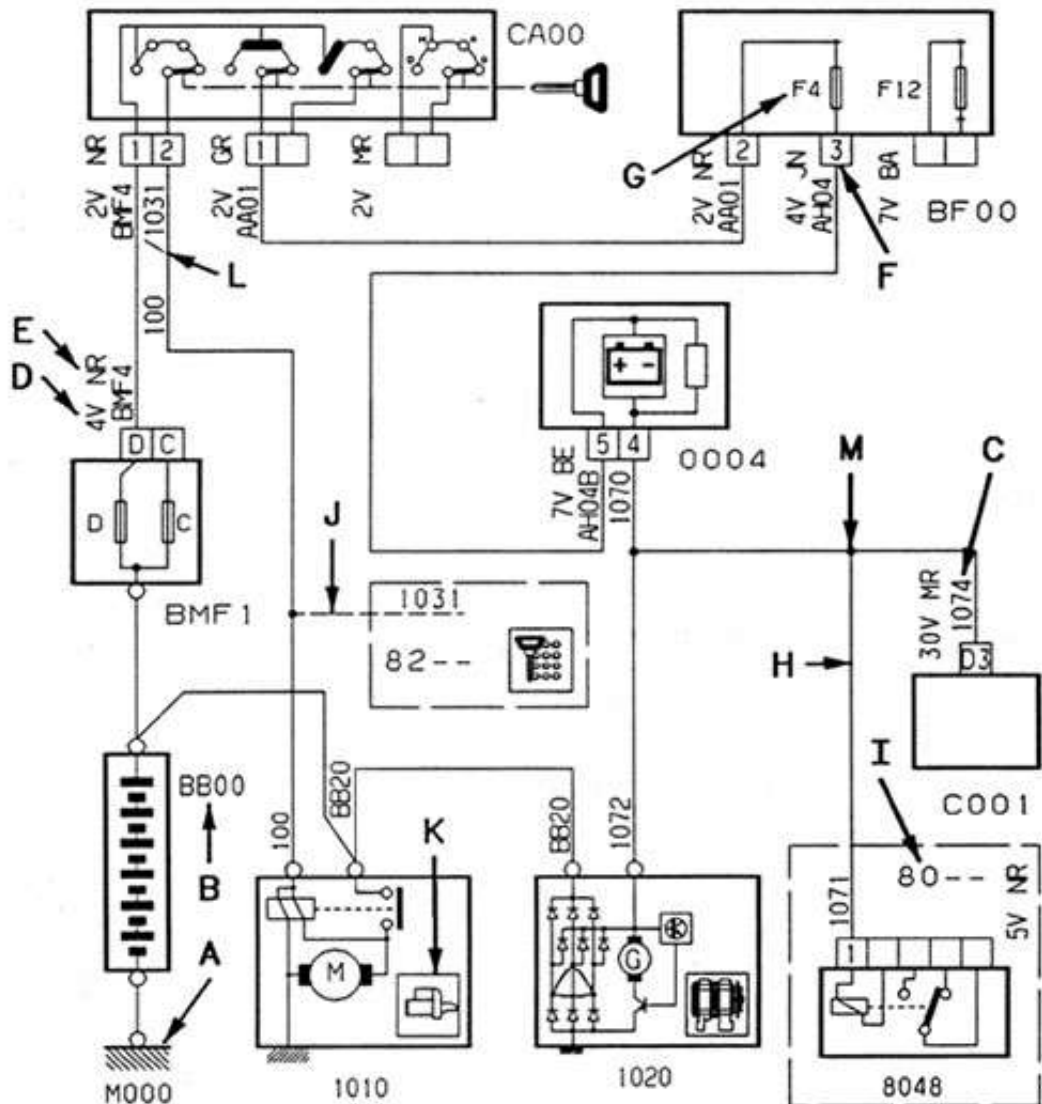 CA00
F4
F12
NR 1 2
GR 1
MR
2 NR
3 JN
BA
G
BF00
2V
BMF4
/1031
2V
AA01
2V
2V
AA01
4V
AH04
7V
F
L
100
E
D
4V NR
BMF4
+ -
D C
5 4
0004
M
C
7V BE
AH04B
1070
D
C
J
BMF1
1031
82--
30V MR
1074
H
D3
I
C001
BB00
B
A
100
BB20
K
BB20
1072
1071
80--
5V NR
1
M
G
M000
1010
1020
8048